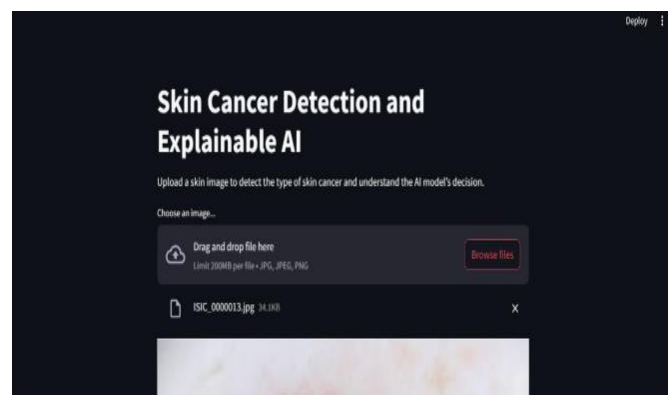 Deploy
Skin Cancer Detection and
Explainable AI
Upload a skin image to detect the type of skin cancer and understand the AI model's decision.
Choose an image...
Drag and drop file here
Limit 200MB per file • JPG, JPEG, PNG
Browse files
ISIC_0000013.jpg 34.1KB